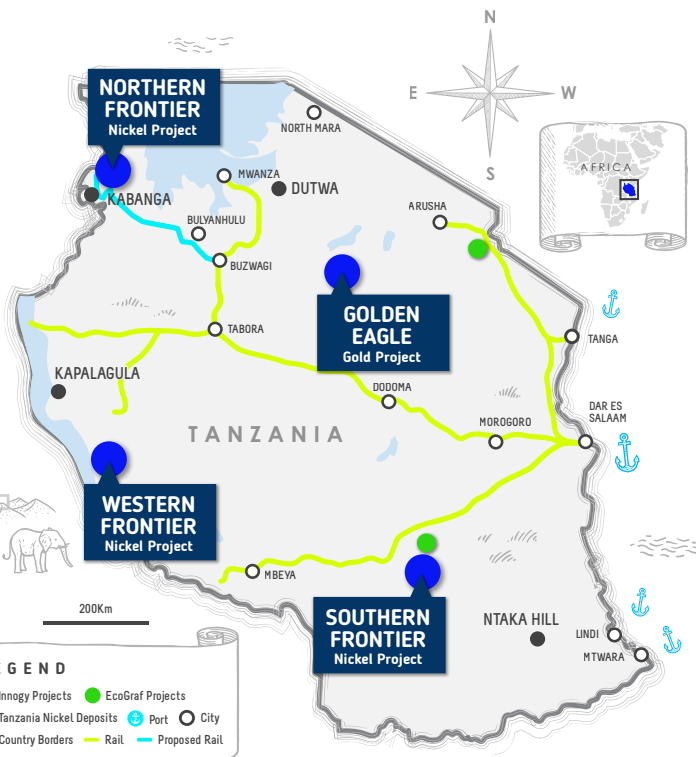 N
E
W
S
NORTHERN
FRONTIER
Nickel Project
NORTH MARA
AFRICA
MWANZA
DUTWA
KABANGA
ARUSHA
BULYANHULU
BUZWAGI
GOLDEN
EAGLE
Gold Project
TABORA
TANGA
KAPALAGULA
DODOMA
DAR ES
SALAAM
MOROGORO
TANZANIA
WESTERN
FRONTIER
Nickel Project
MBEYA
200Km
SOUTHERN
FRONTIER
Nickel Project
NTAKA HILL
LINDI
MTWARA
EGEND
Innogy Projects EcoGraf Projects
Tanzania Nickel Deposits Port City
Country Borders Rail Proposed Rail